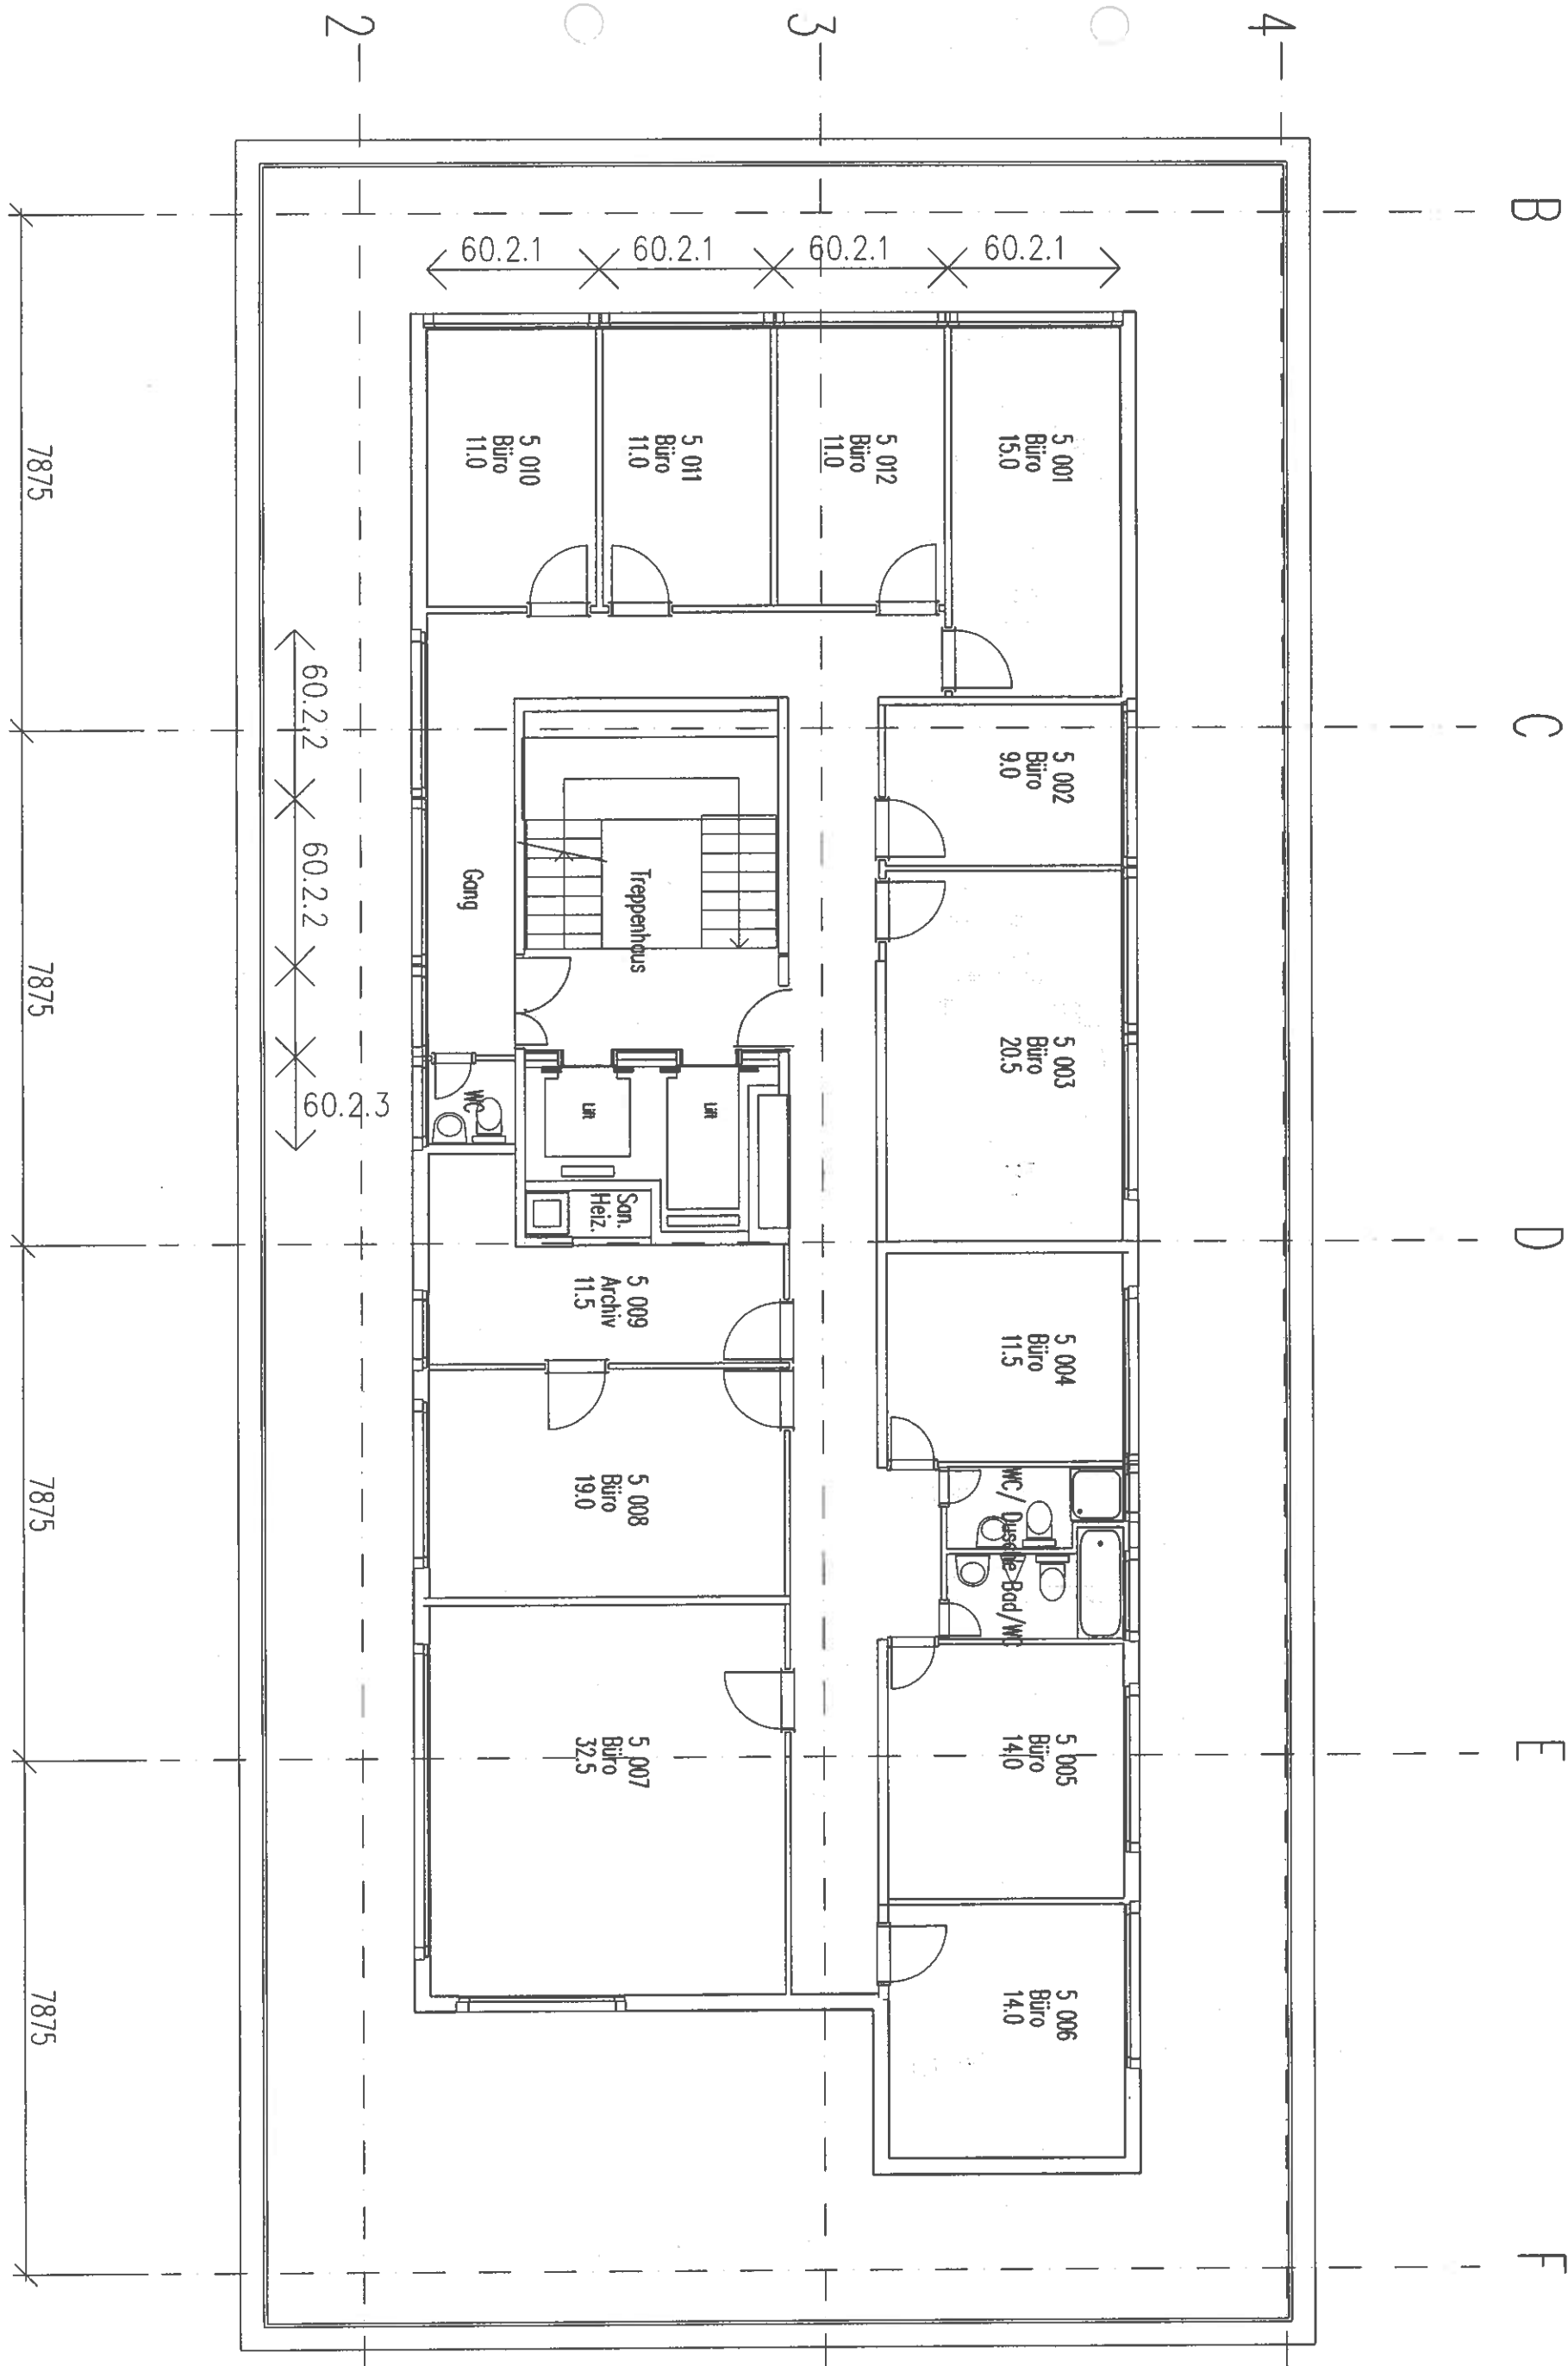 2
3
4
B
C
D
E
F
60.2.1
60.2.1
60.2.1
60.2.1
5 010
Büro
11.0
5 011
Büro
11.0
5 012
Büro
11.0
5 001
Büro
15.0
5 002
Büro
9.0
5 003
Büro
20.5
5 004
Büro
11.5
WC/ Dusche
Bad/WC
5 005
Büro
14.0
5 006
Büro
14.0
5 007
Büro
32.5
5 008
Büro
19.0
5 009
Archiv
11.5
San.
Heiz.
Lift
Lift
WC
Treppenhaus
Gang
60.2.2
60.2.2
60.2.3
7875
7875
7875
7875